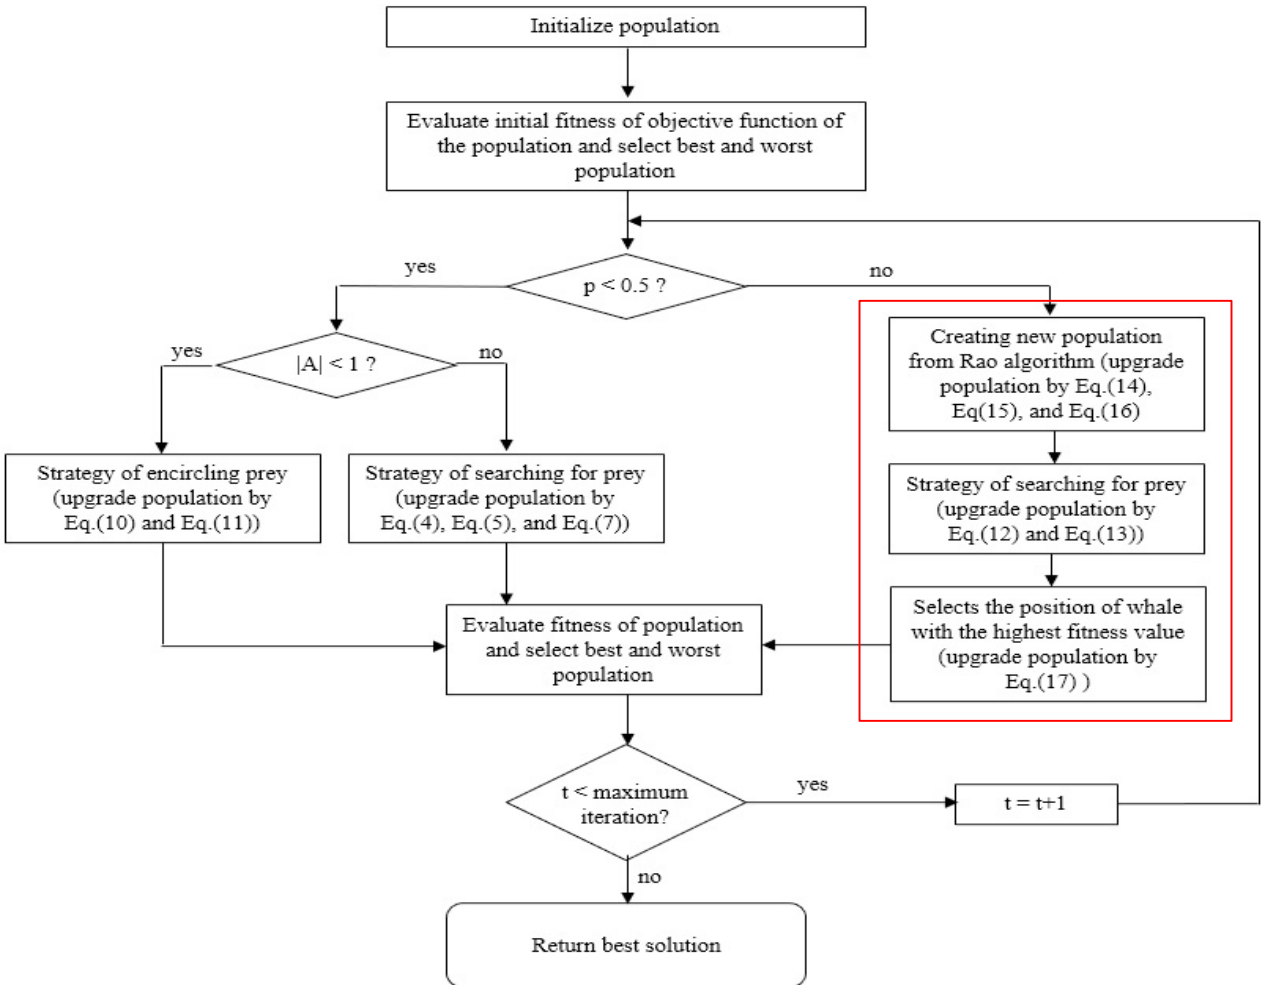 Initialize population
Evaluate initial fitness of objective function of
the population and select best and worst
population
yes
p < 0.5 ?
no
yes
|A| < 1 ?
no
Creating new population
from Rao algorithm (upgrade
population by Eq.(14),
Eq(15), and Eq.(16)
Strategy of encircling prey
(upgrade population by
Eq.(10) and Eq.(11))
Strategy of searching for prey
(upgrade population by
Eq.(4), Eq.(5), and Eq.(7))
Strategy of searching for prey
(upgrade population by
Eq.(12) and Eq.(13))
Selects the position of whale
with the highest fitness value
(upgrade population by
Eq.(17) )
Evaluate fitness of population
and select best and worst
population
t < maximum
iteration?
yes
t = t+1
no
Return best solution